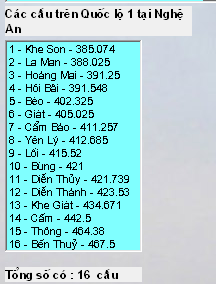 Các cầu trên Quốc lộ 1 tại Nghệ
An
1 - Khe Son - 385.074
2 - La Man - 388.025
3 - Hoàng Mai - 391.25
4 - Hói Bãi - 391.548
5 - Bèo - 402.325
6 - Giát - 405.025
7 - Cẩm Bào - 411.257
8 - Yên Lý - 412.685
9 - Lối - 415.52
10 - Bùng - 421
11 - Diễn Thủy - 421.739
12 - Diễn Thành - 423.53
13 - Khe Giát - 434.671
14 - Cấm - 442.5
15 - Thông - 464.38
16 - Bến Thuỷ - 467.5
Tổng số có : 16 cầu